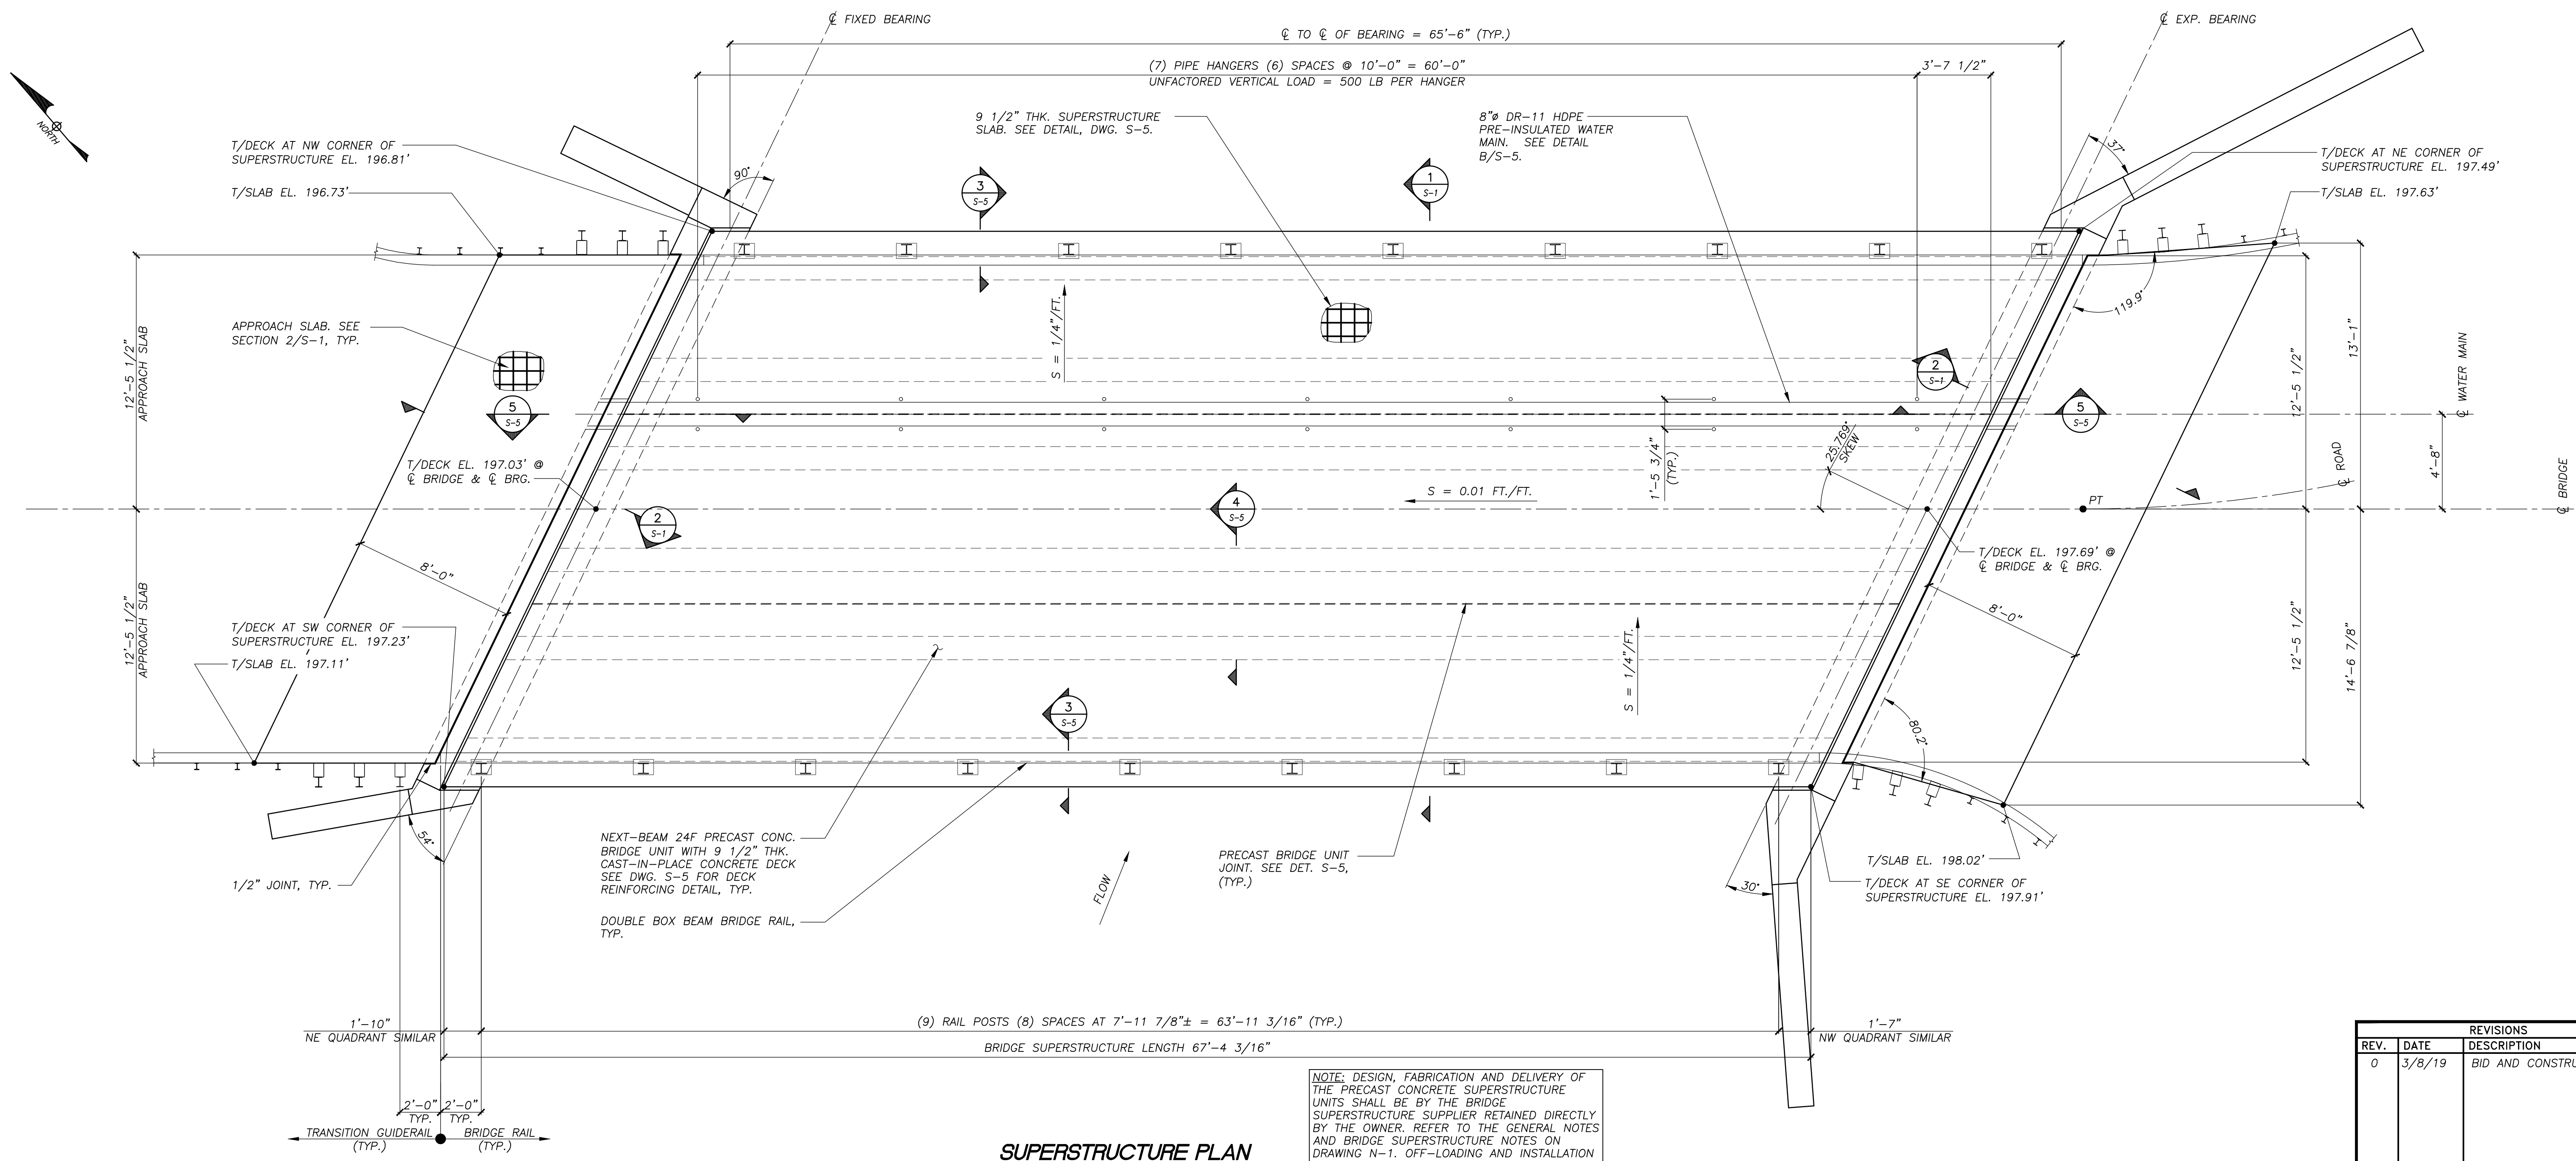 ℄ FIXED BEARING
℄ EXP. BEARING
℄ TO ℄ OF BEARING = 65'-6" (TYP.)
(7) PIPE HANGERS (6) SPACES @ 10'-0" = 60'-0"
UNFACTORED VERTICAL LOAD = 500 LB PER HANGER
3'-7 1/2"
NORTH
T/DECK AT NW CORNER OF
SUPERSTRUCTURE EL. 196.81'
T/SLAB EL. 196.73'
90°
9 1/2" THK. SUPERSTRUCTURE
SLAB. SEE DETAIL, DWG. S-5.
3
S-5
1
S-1
8"ø DR-11 HDPE
PRE-INSULATED WATER
MAIN. SEE DETAIL
B/S-5.
37°
T/DECK AT NE CORNER OF
SUPERSTRUCTURE EL. 197.49'
T/SLAB EL. 197.63'
119.9°
APPROACH SLAB. SEE
SECTION 2/S-1, TYP.
12'-5 1/2"
APPROACH SLAB
S = 1/4"/FT.
2
S-1
5
S-5
5
S-5
12'-5 1/2"
13'-1"
℄ WATER MAIN
T/DECK EL. 197.03' @
℄ BRIDGE & ℄ BRG.
2
S-1
4
S-5
S = 0.01 FT./FT.
1'-5 3/4"
(TYP.)
25.769°
SKEW
PT
℄ ROAD
4'-8"
℄ BRIDGE
T/DECK EL. 197.69' @
℄ BRIDGE & ℄ BRG.
8'-0"
8'-0"
12'-5 1/2"
APPROACH SLAB
T/DECK AT SW CORNER OF
SUPERSTRUCTURE EL. 197.23'
T/SLAB EL. 197.11'
S = 1/4"/FT.
3
S-5
80.2°
12'-5 1/2"
14'-6 7/8"
54°
1/2" JOINT, TYP.
NEXT-BEAM 24F PRECAST CONC.
BRIDGE UNIT WITH 9 1/2" THK.
CAST-IN-PLACE CONCRETE DECK
SEE DWG. S-5 FOR DECK
REINFORCING DETAIL, TYP.
DOUBLE BOX BEAM BRIDGE RAIL,
TYP.
FLOW
PRECAST BRIDGE UNIT
JOINT. SEE DET. S-5,
(TYP.)
30°
T/SLAB EL. 198.02'
T/DECK AT SE CORNER OF
SUPERSTRUCTURE EL. 197.91'
1'-10"
NE QUADRANT SIMILAR
(9) RAIL POSTS (8) SPACES AT 7'-11 7/8"± = 63'-11 3/16" (TYP.)
1'-7"
NW QUADRANT SIMILAR
BRIDGE SUPERSTRUCTURE LENGTH 67'-4 3/16"
2'-0"
TYP.
2'-0"
TYP.
TRANSITION GUIDERAIL
(TYP.)
BRIDGE RAIL
(TYP.)
SUPERSTRUCTURE PLAN
NOTE: DESIGN, FABRICATION AND DELIVERY OF
THE PRECAST CONCRETE SUPERSTRUCTURE
UNITS SHALL BE BY THE BRIDGE
SUPERSTRUCTURE SUPPLIER RETAINED DIRECTLY
BY THE OWNER. REFER TO THE GENERAL NOTES
AND BRIDGE SUPERSTRUCTURE NOTES ON
DRAWING N-1. OFF-LOADING AND INSTALLATION
REVISIONS
REV. DATE DESCRIPTION
0 3/8/19 BID AND CONSTRU